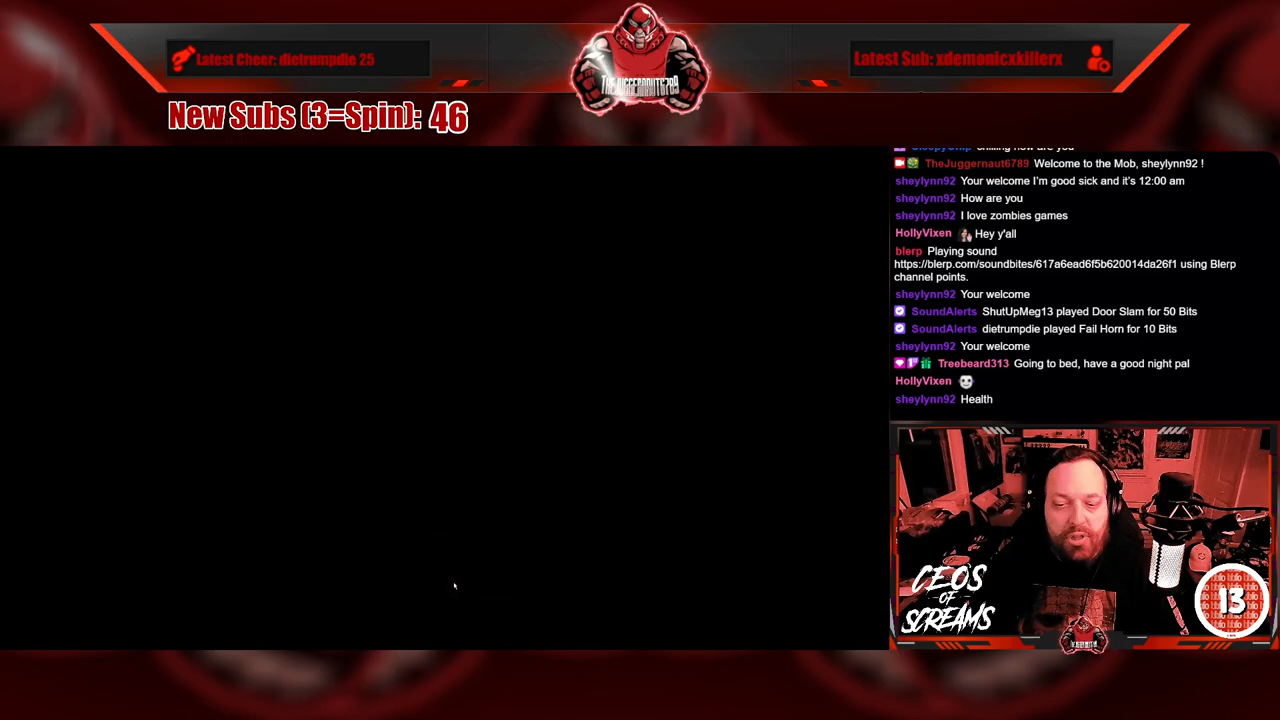 Latest Cheer: dietrumpdie 25
THEJUGGERNAUT6789
Latest Sub: xdemonicxkillerx
New Subs (3=Spin): 46
TheJuggernaut6789 Welcome to the Mob, sheylynn92 !
sheylynn92 Your welcome I'm good sick and it's 12:00 am
sheylynn92 How are you
sheylynn92 I love zombies games
HollyVixen Hey y'all
blerp Playing sound
https://blerp.com/soundbites/617a6ead6f5b620014da26f1 using Blerp
channel points.
sheylynn92 Your welcome
SoundAlerts ShutUpMeg13 played Door Slam for 50 Bits
SoundAlerts dietrumpdie played Fail Horn for 10 Bits
sheylynn92 Your welcome
Treebeard313 Going to bed, have a good night pal
HollyVixen
sheylynn92 Health
CEOS
OF
SCREAMS
13